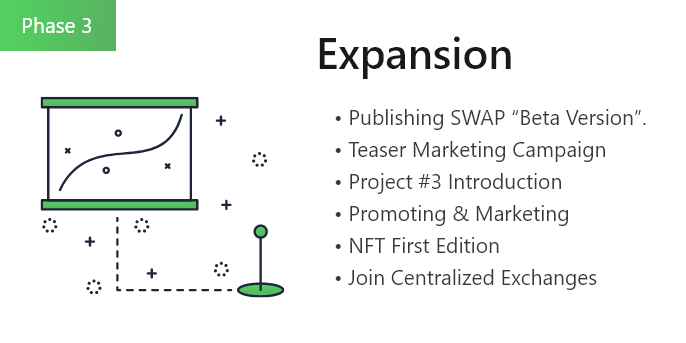 Phase 3
Expansion
• Publishing SWAP “Beta Version”.
• Teaser Marketing Campaign
• Project #3 Introduction
• Promoting & Marketing
• NFT First Edition
• Join Centralized Exchanges